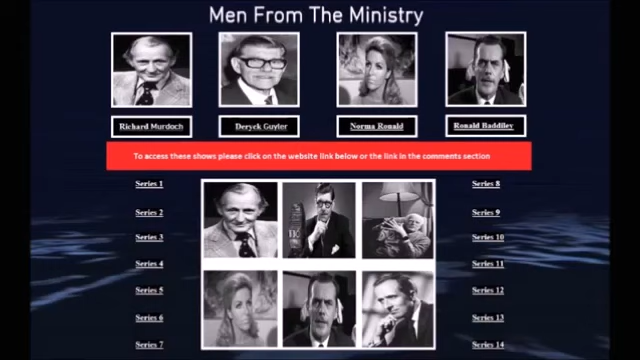 Men From The Ministry
Richard Murdoch
Deryck Guyler
Norma Ronald
Ronald Baddiley
To access these shows please click on the website link below or the link in the comments section
Series 1
Series 2
Series 3
Series 4
Series 5
Series 6
Series 7
Series 8
Series 9
Series 10
Series 11
Series 12
Series 13
Series 14